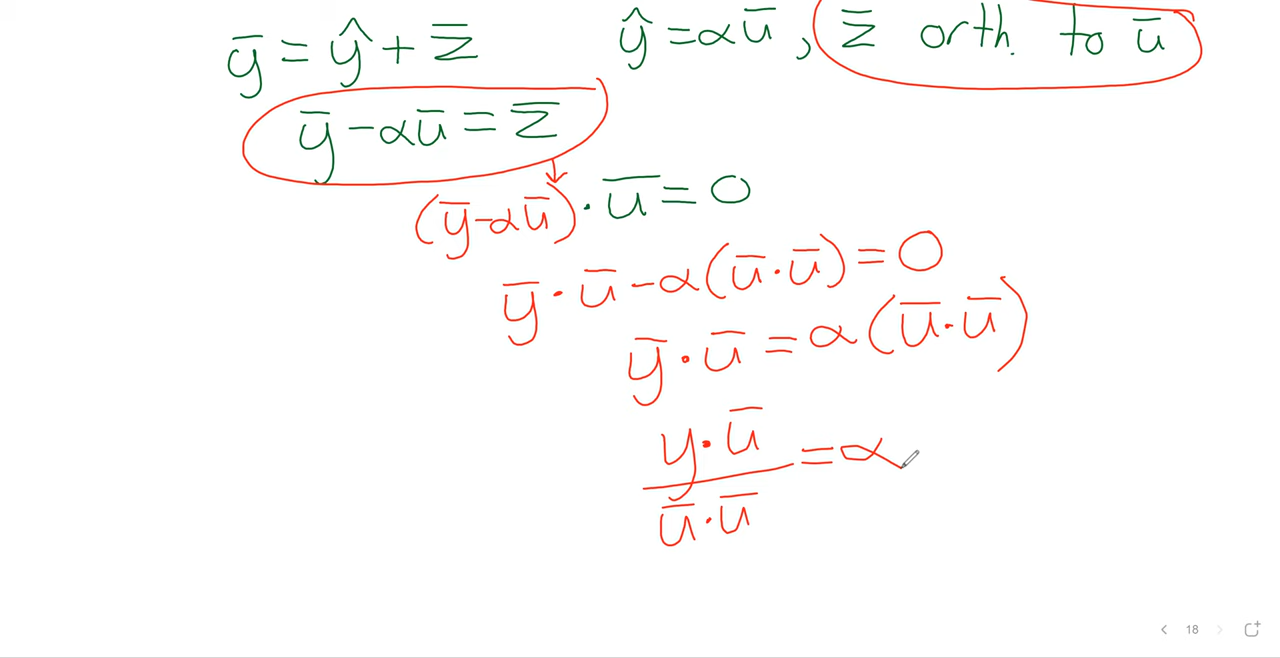 ȳ = ŷ + z̄    ŷ = αū, z̄ orth. to ū
ȳ - αū = z̄
(ȳ - αū) · ū = 0
ȳ · ū - α(ū · ū) = 0
ȳ · ū = α(ū · ū)
y · ū / ū · ū = α
< 18 >